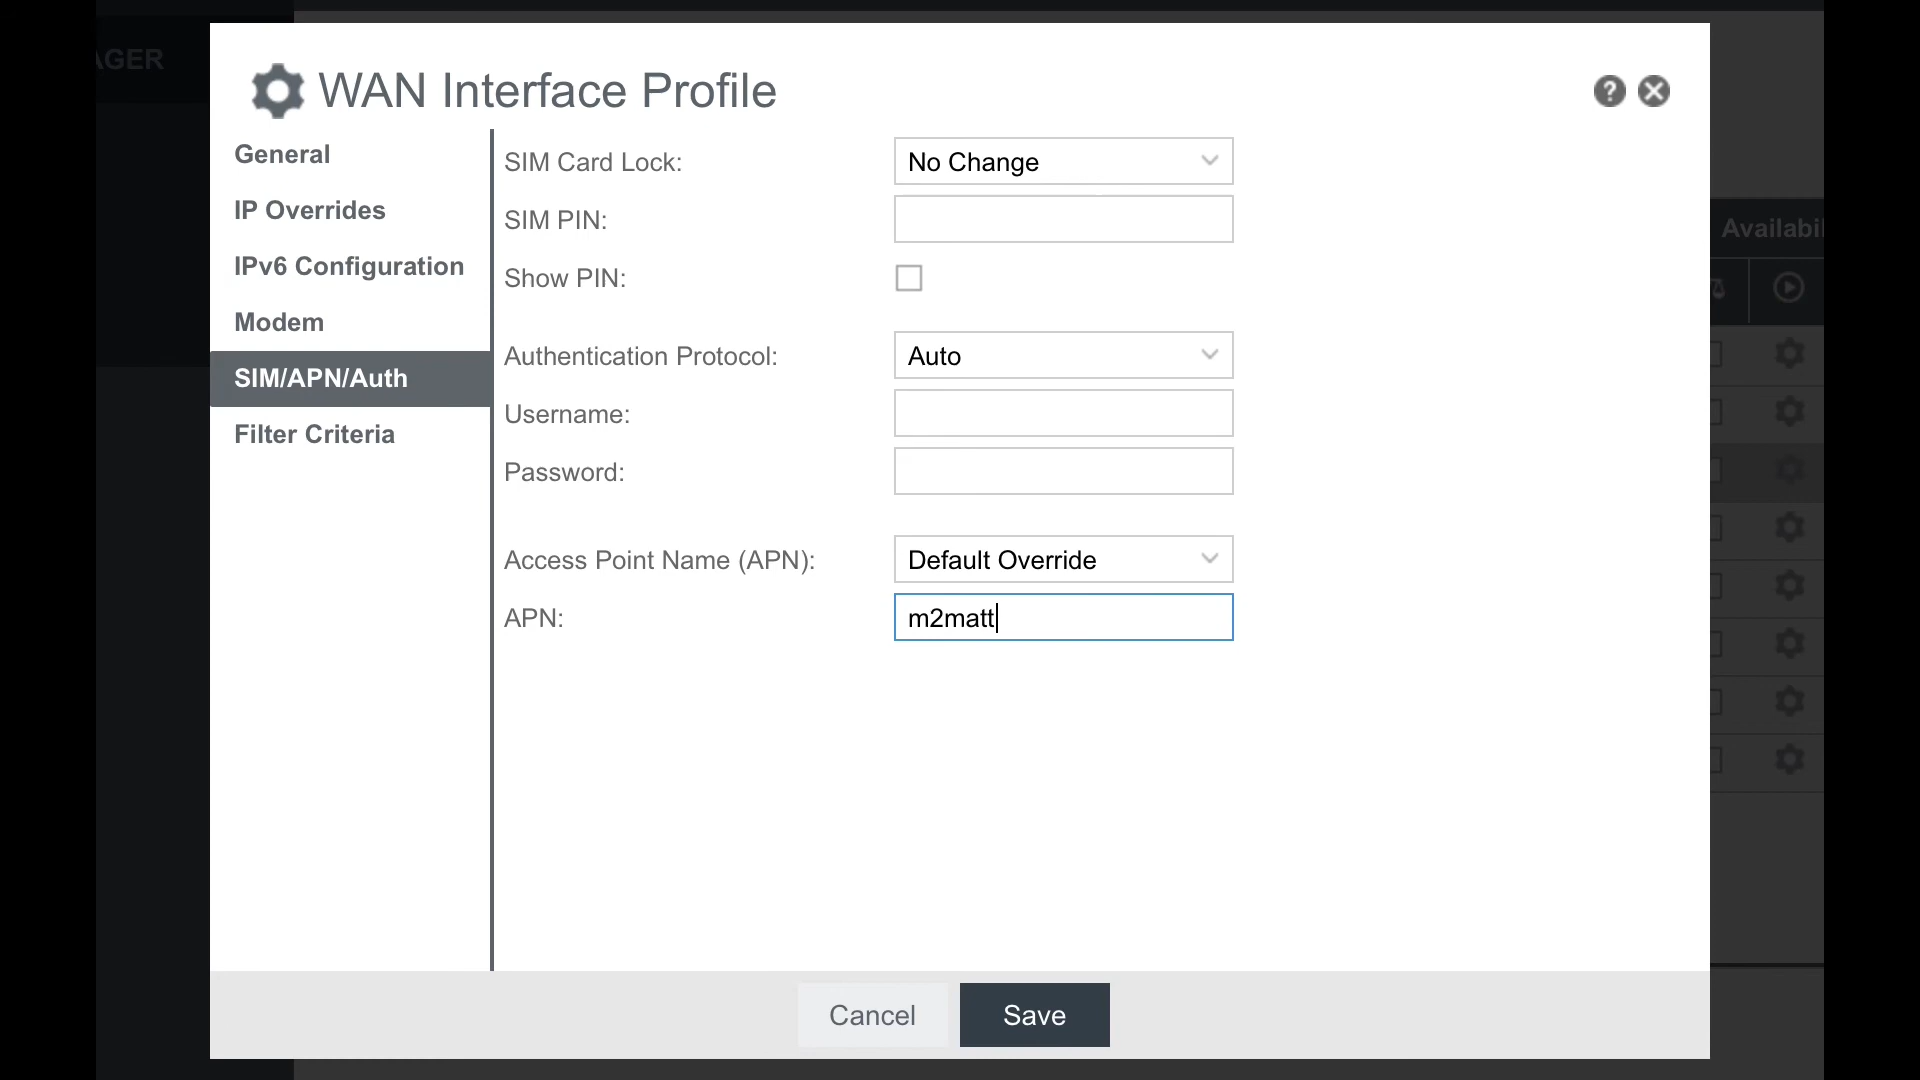 AGER
WAN Interface Profile
General
IP Overrides
IPv6 Configuration
Modem
SIM/APN/Auth
Filter Criteria
SIM Card Lock: No Change
SIM PIN:
Show PIN:
Authentication Protocol: Auto
Username:
Password:
Access Point Name (APN): Default Override
APN: m2matt
Availabil
Cancel
Save